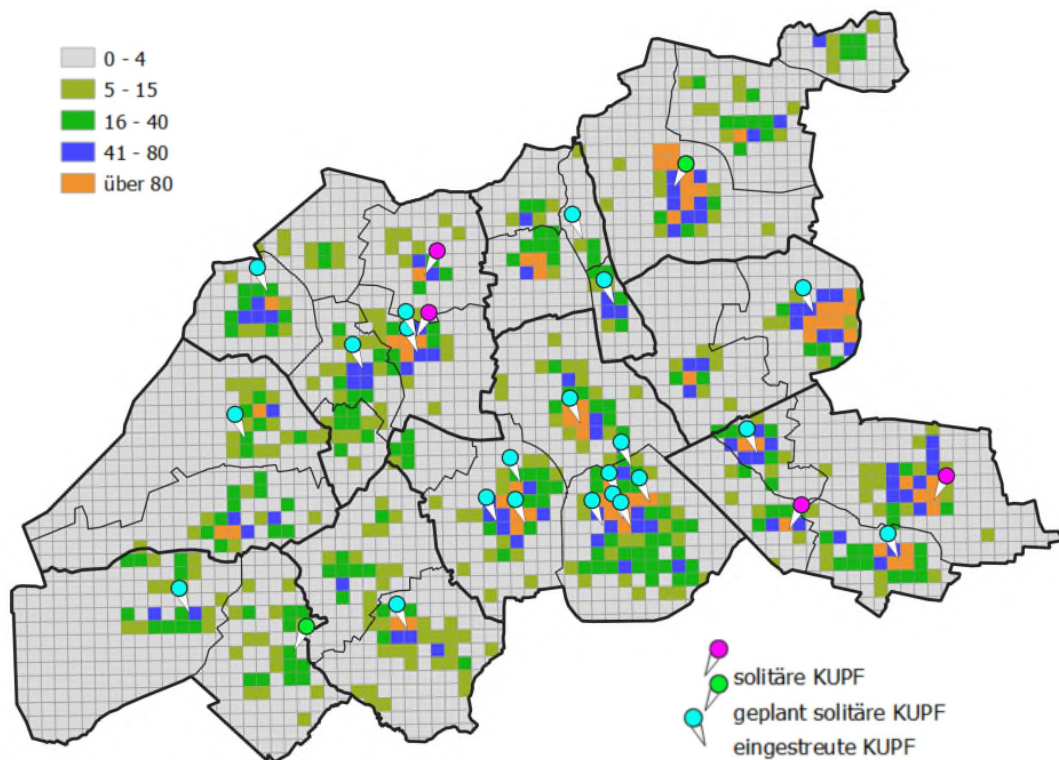 0 - 4
5 - 15
16 - 40
41 - 80
über 80
solitäre KUPF
geplant solitäre KUPF
eingestreute KUPF